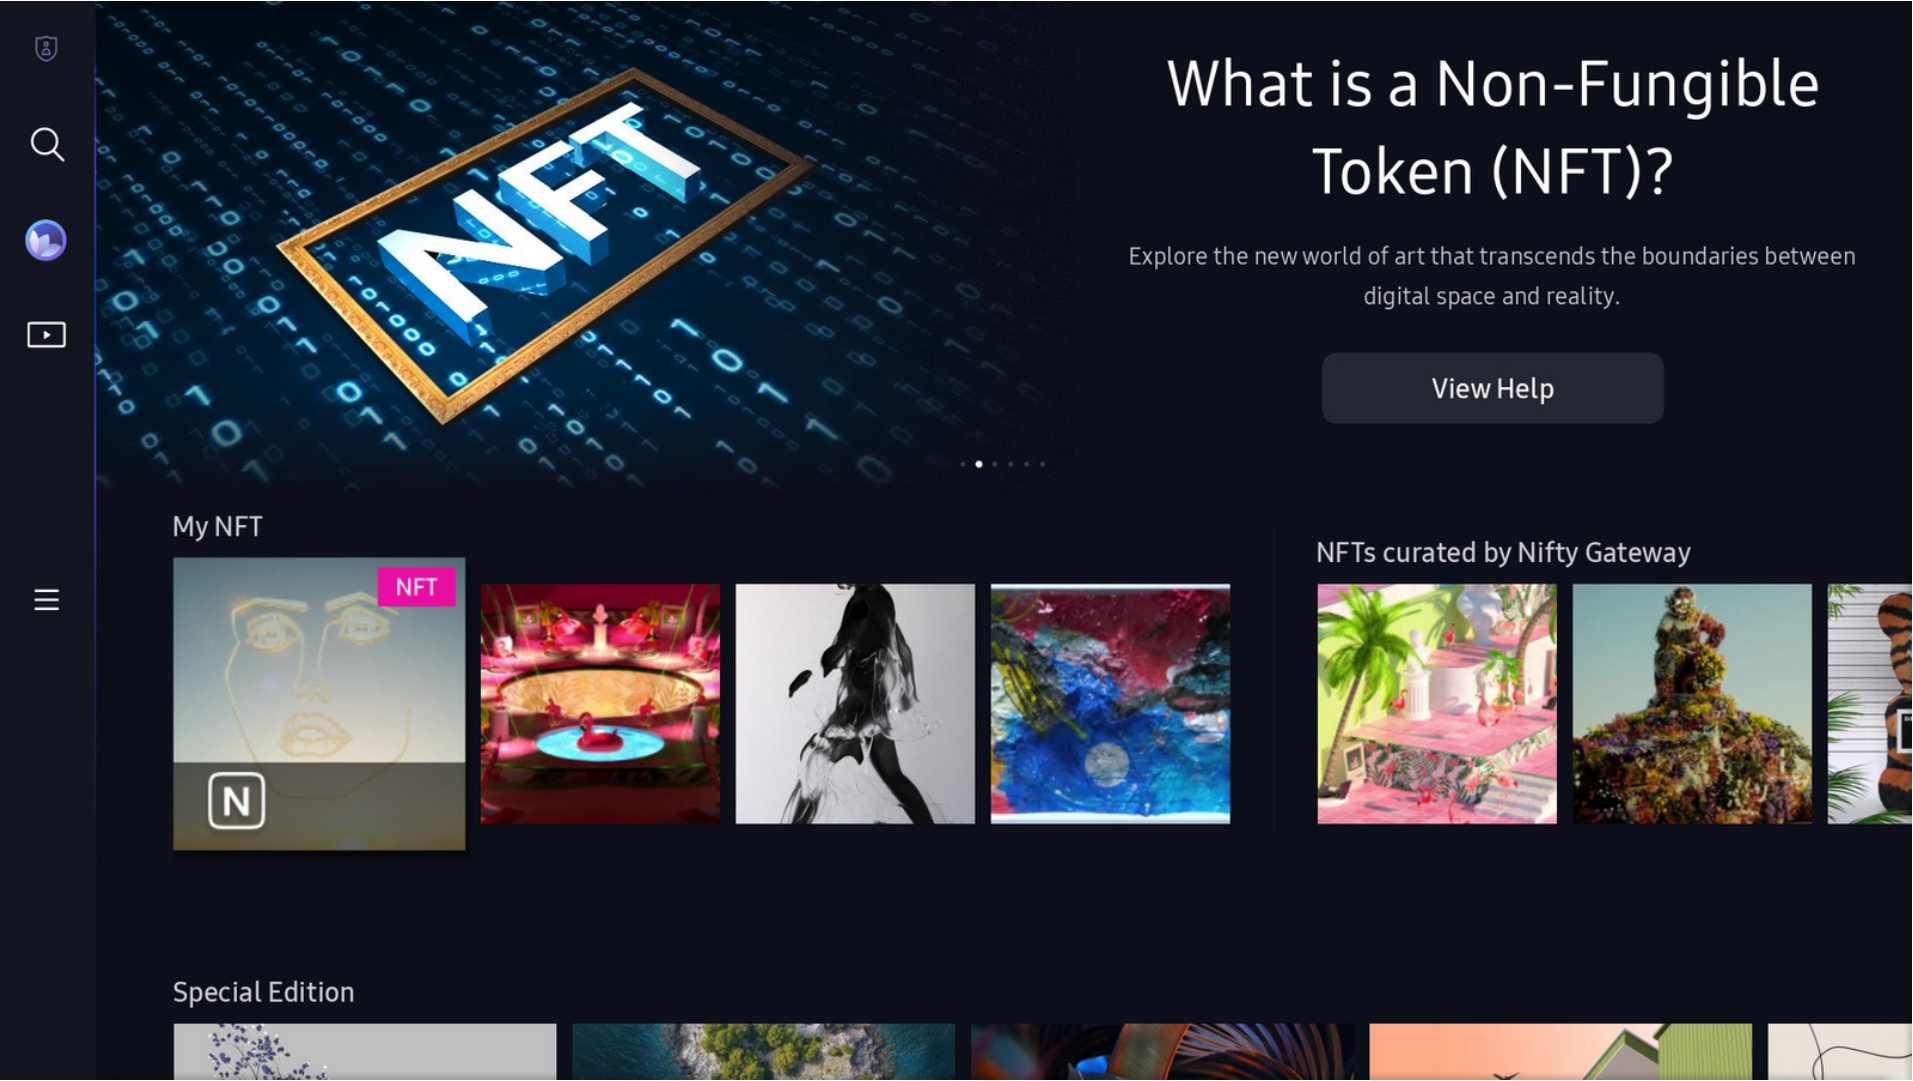 NFT
What is a Non-Fungible
Token (NFT)?
Explore the new world of art that transcends the boundaries between
digital space and reality.
View Help
My NFT
NFTs curated by Nifty Gateway
NFT
N
Special Edition